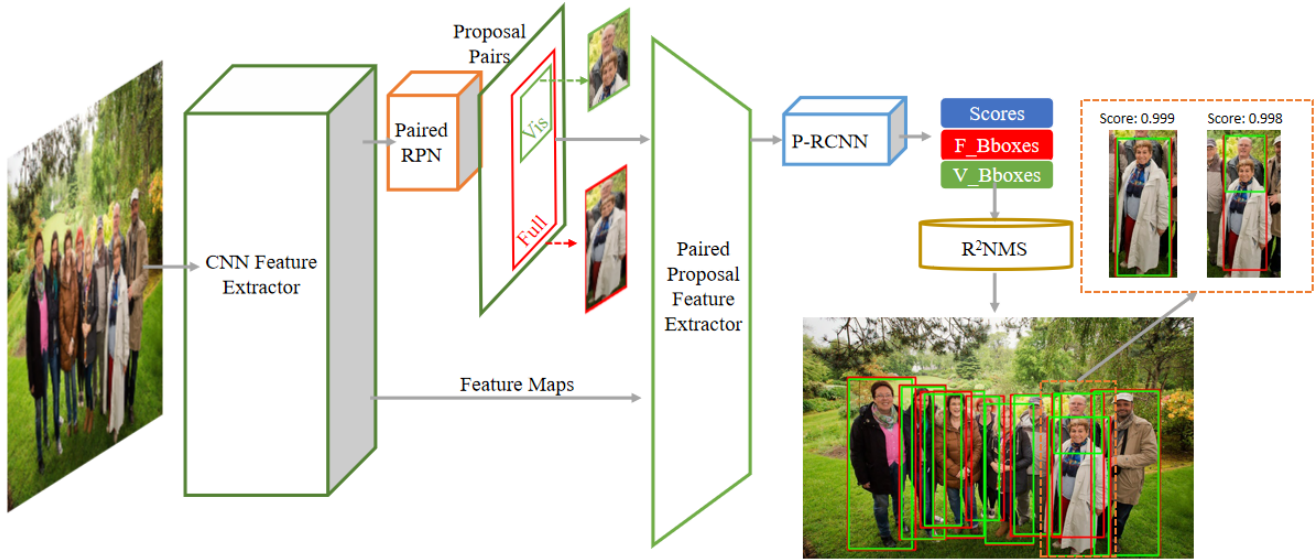 Proposal
Pairs
Vis
Full
CNN Feature
Extractor
Paired
RPN
Feature Maps
Paired
Proposal
Feature
Extractor
P-RCNN
Scores
F_Bboxes
V_Bboxes
R²NMS
Score: 0.999
Score: 0.998